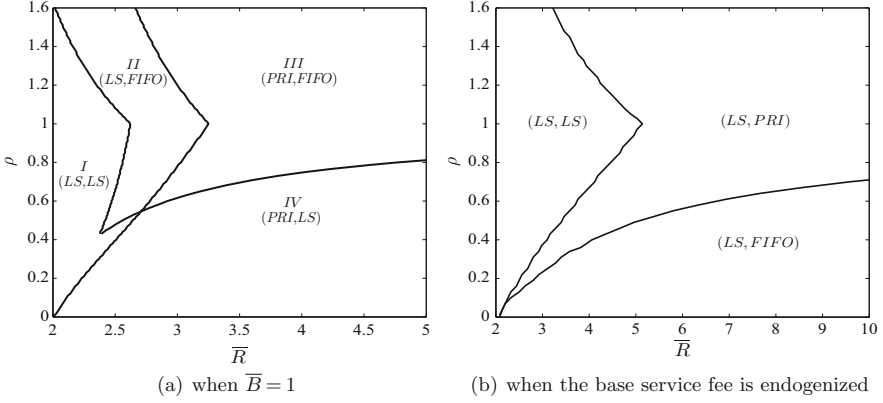 1.6
1.4
1.2
1
0.8
0.6
0.4
0.2
0
ρ
II
(LS,FIFO)
III
(PRI,FIFO)
I
(LS,LS)
IV
(PRI,LS)
2 2.5 3 3.5 4 4.5 5
R̅
(a) when B̅ = 1
1.6
1.4
1.2
1
0.8
0.6
0.4
0.2
0
ρ
(LS, LS)
(LS, PRI)
(LS, FIFO)
2 3 4 5 6 7 8 9 10
R̅
(b) when the base service fee is endogenized